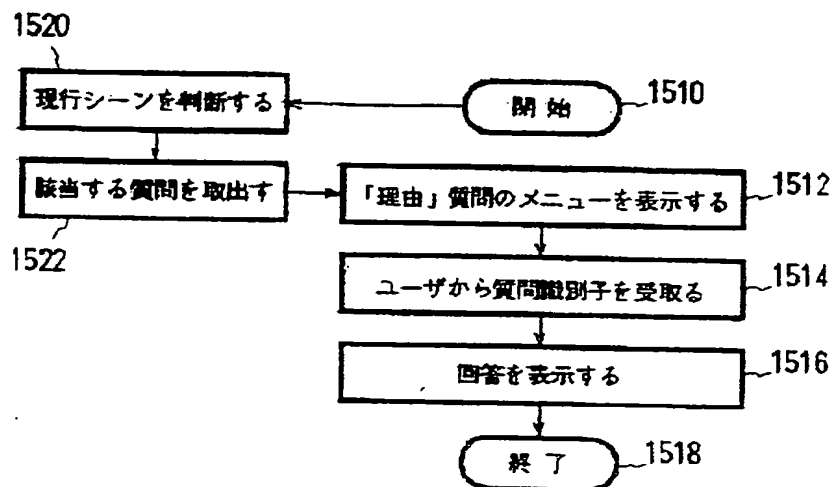 1520
現行シーンを判断する
開始
1510
該当する質問を取出す
1522
「理由」質問のメニューを表示する
1512
ユーザから質問識別子を受取る
1514
回答を表示する
1516
終了
1518